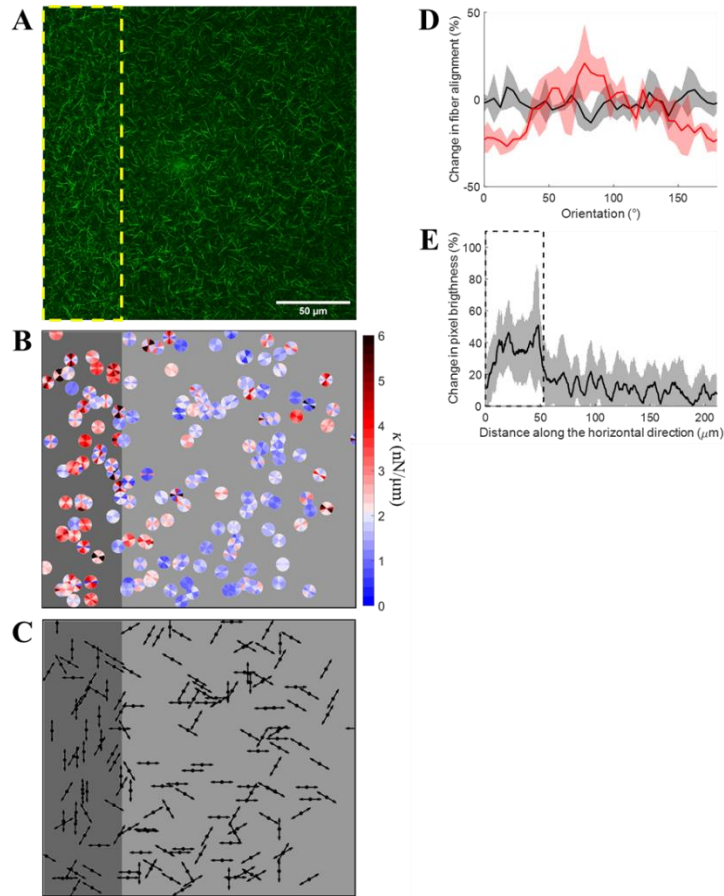 A
50 µm
B
6
5
4
3
2
1
0
κ (nN/µm)
C
D
Change in fiber alignment (%)
50
0
-50
0
50
100
150
Orientation (°)
E
Change in pixel brigthness (%)
100
80
60
40
20
0
0
50
100
150
200
Distance along the horizontal direction (µm)